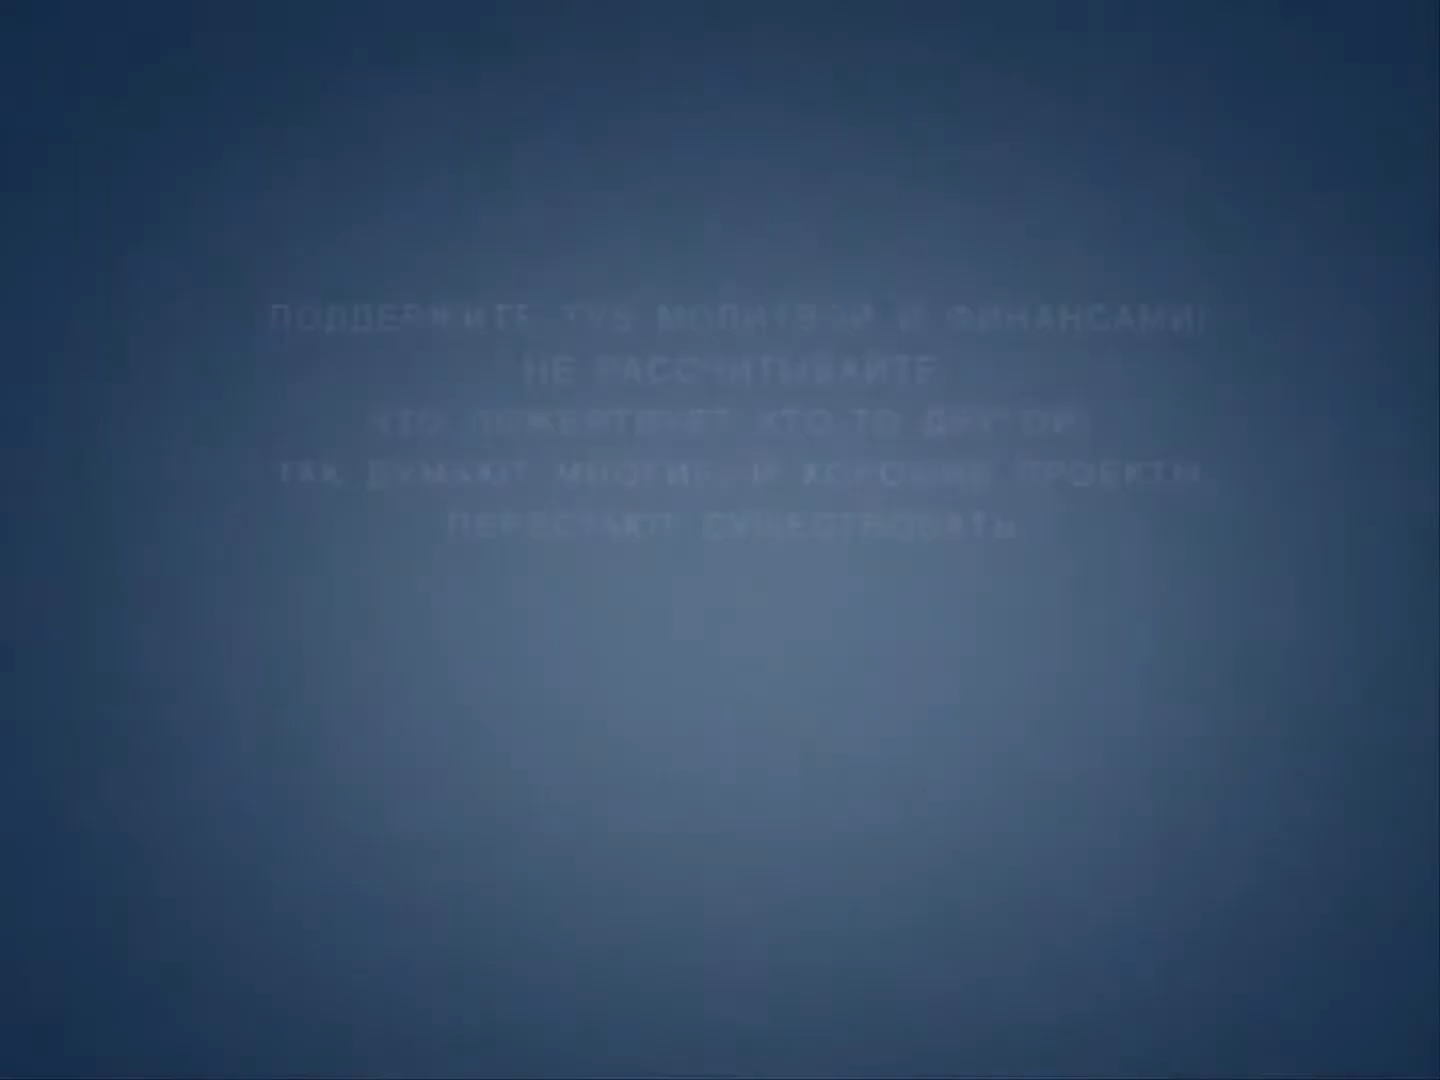 ПОДДЕРЖИТЕ МОЛИТВОЙ И ФИНАНСАМИ!
НЕ РАССЧИТЫВАЙТЕ
ЧТО ПОЖЕРТВУЕТ КТО ТО ДРУГОЙ
ТАК ДУМАЮТ МНОГИЕ, И ХОРОШИЕ ПРОЕКТЫ
ПЕРЕСТАЮТ СУЩЕСТВОВАТЬ